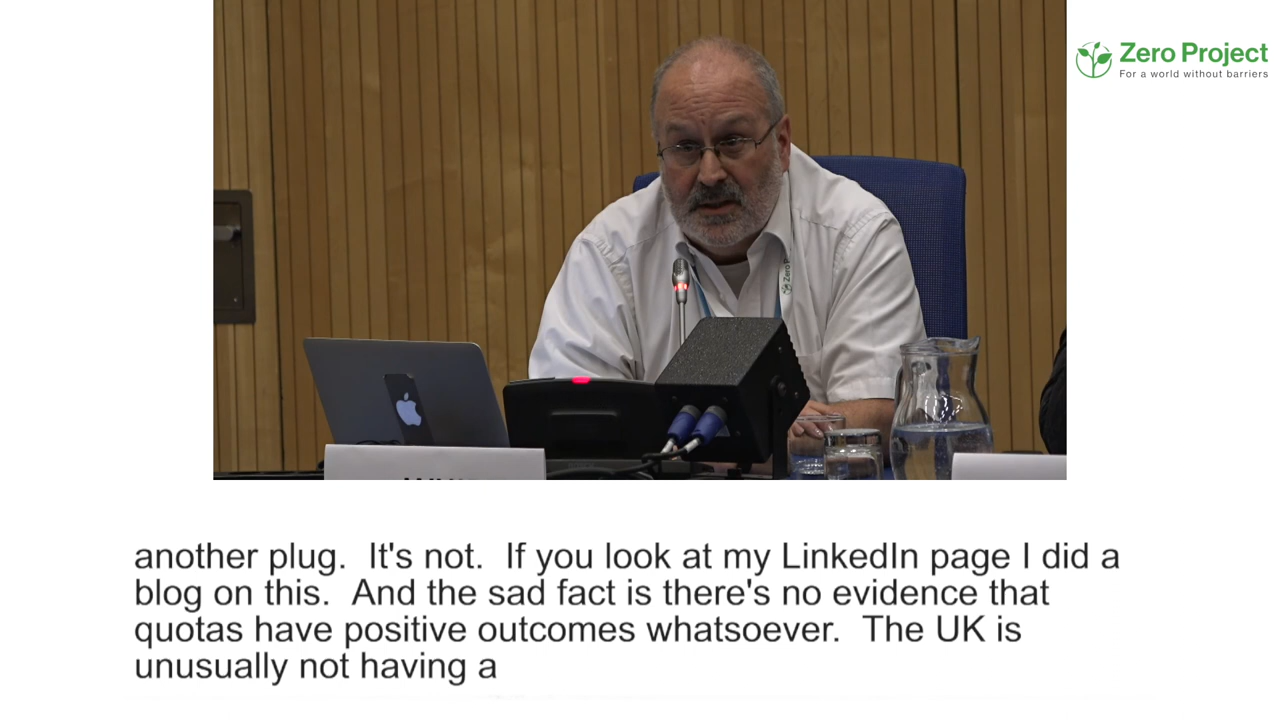 Zero Project
For a world without barriers
another plug.  It's not.  If you look at my LinkedIn page I did a
blog on this.  And the sad fact is there's no evidence that
quotas have positive outcomes whatsoever.  The UK is
unusually not having a